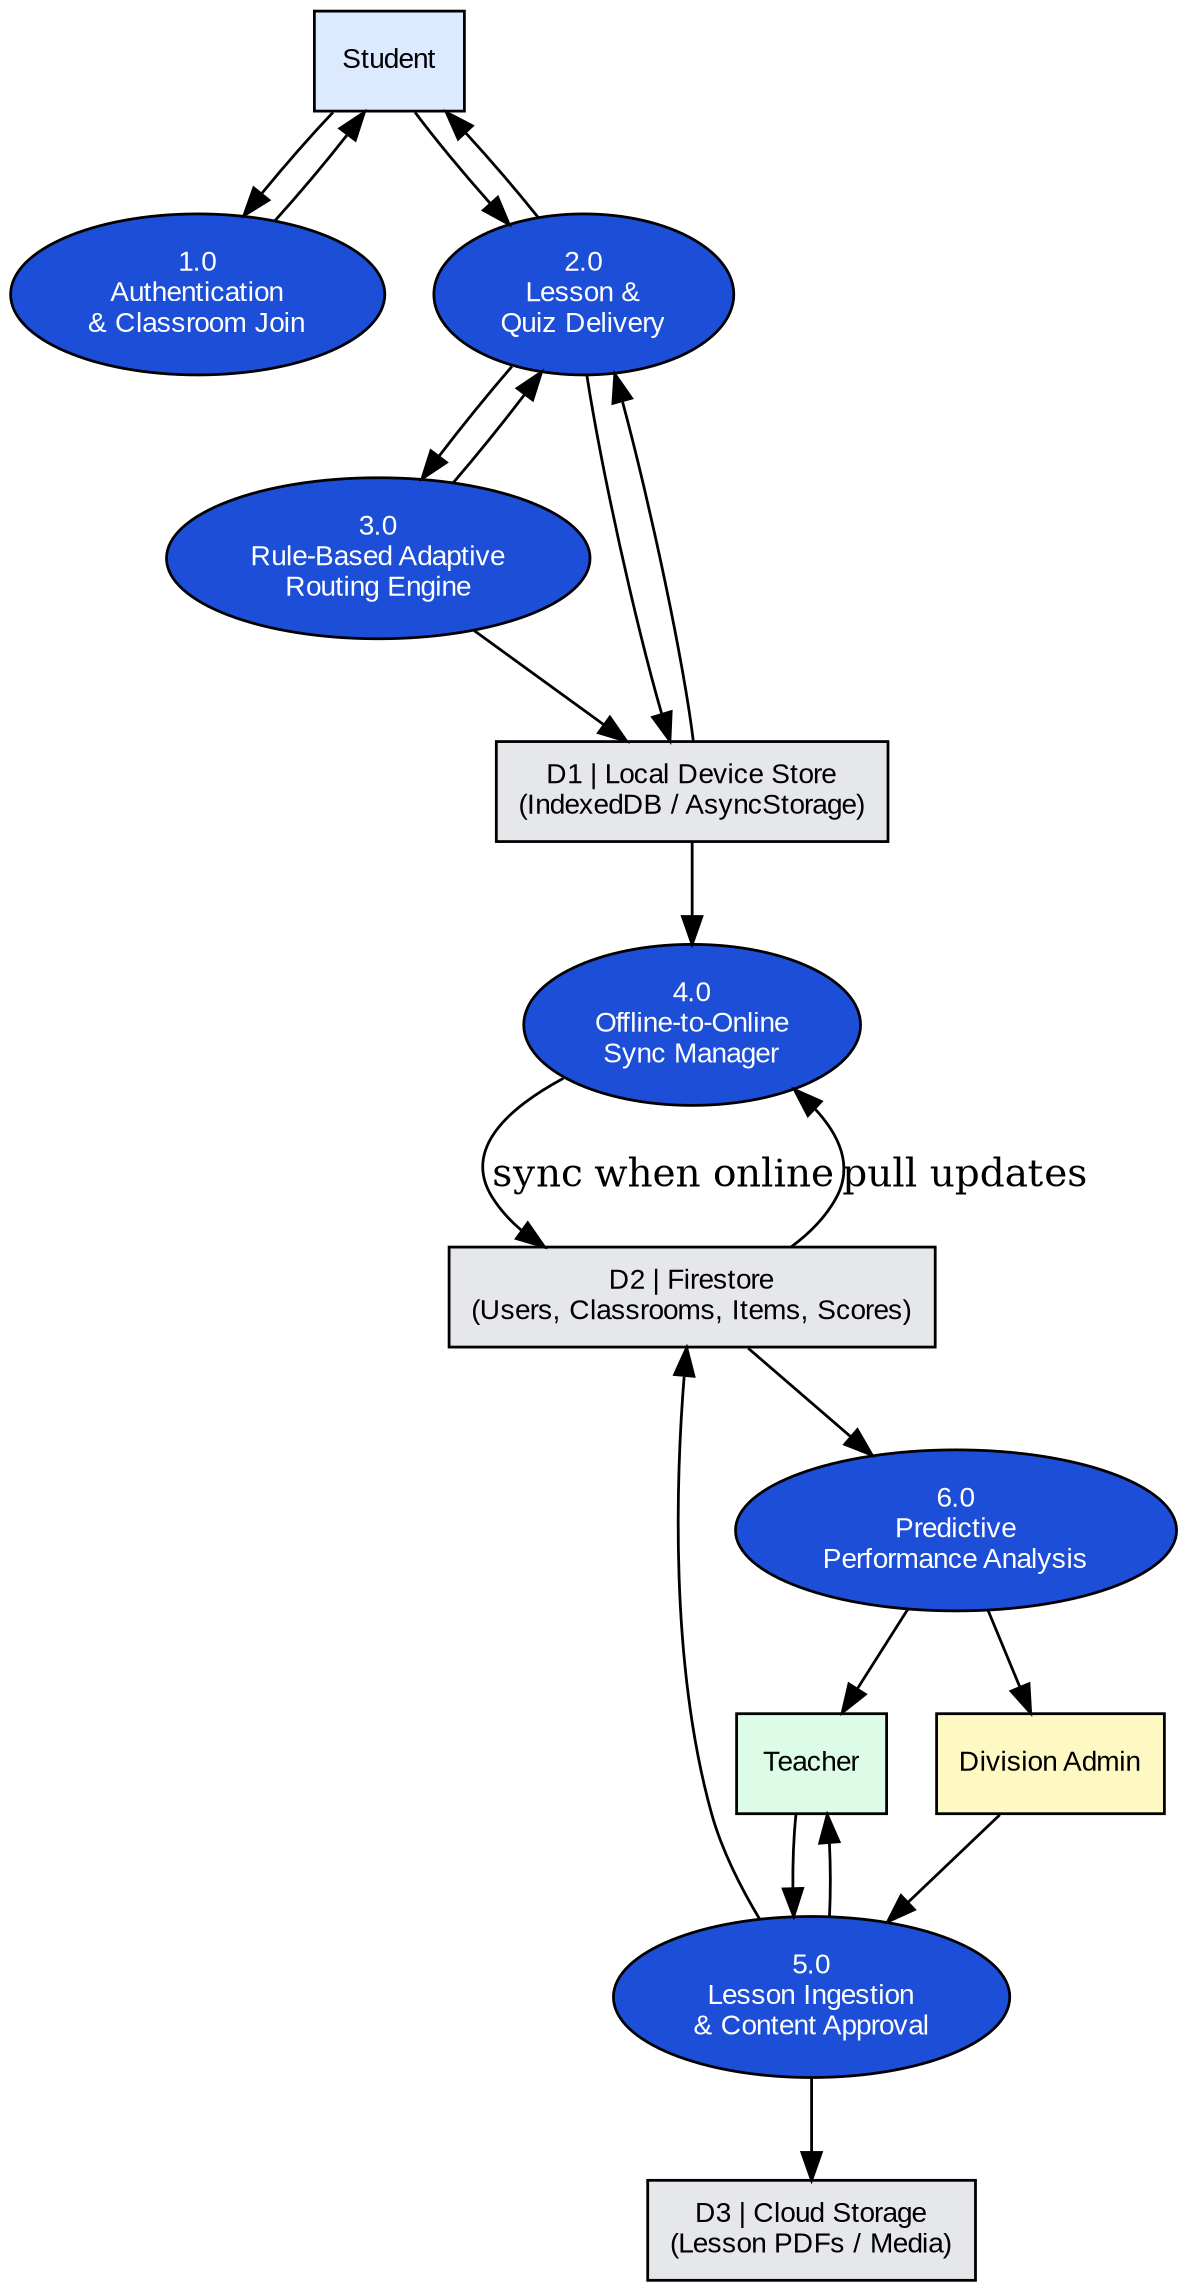 Student
1.0
Authentication
& Classroom Join
2.0
Lesson &
Quiz Delivery
3.0
Rule-Based Adaptive
Routing Engine
D1 | Local Device Store
(IndexedDB / AsyncStorage)
4.0
Offline-to-Online
Sync Manager
sync when online
pull updates
D2 | Firestore
(Users, Classrooms, Items, Scores)
6.0
Predictive
Performance Analysis
Teacher
Division Admin
5.0
Lesson Ingestion
& Content Approval
D3 | Cloud Storage
(Lesson PDFs / Media)